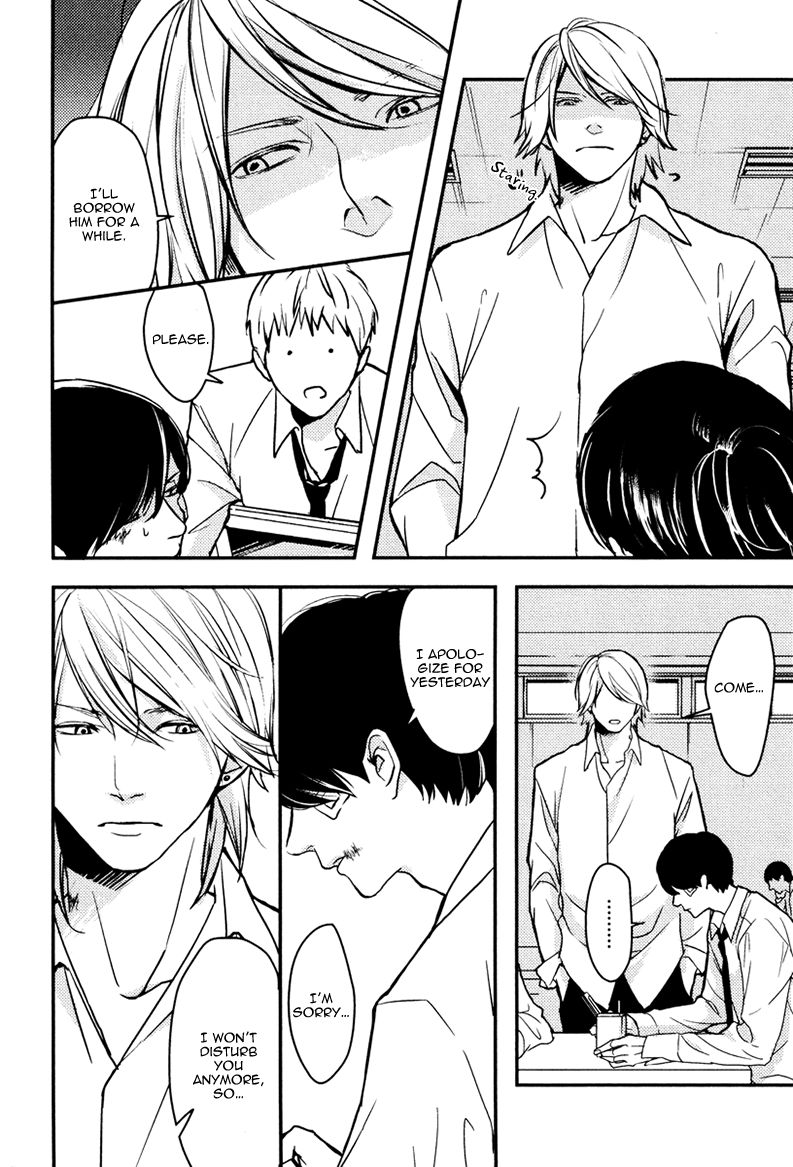 Staring.
I'LL
BORROW
HIM FOR A
WHILE.
PLEASE.
COME...
.........
I APOLO-
GIZE FOR
YESTERDAY
I'M
SORRY...
I WON'T
DISTURB
YOU
ANYMORE,
SO...